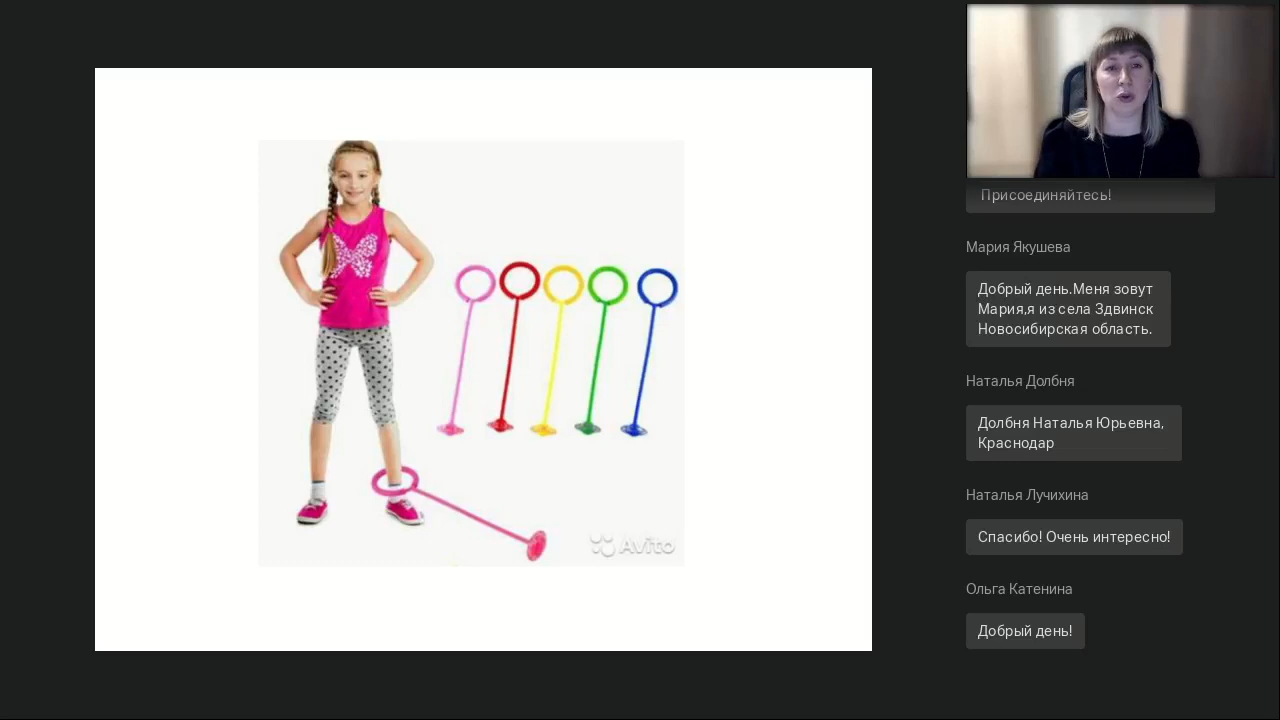 Avito
Присоединяйтесь!
Мария Якушева
Добрый день.Меня зовут
Мария,я из села Здвинск
Новосибирская область.
Наталья Долбня
Долбня Наталья Юрьевна,
Краснодар
Наталья Лучихина
Спасибо! Очень интересно!
Ольга Катенина
Добрый день!